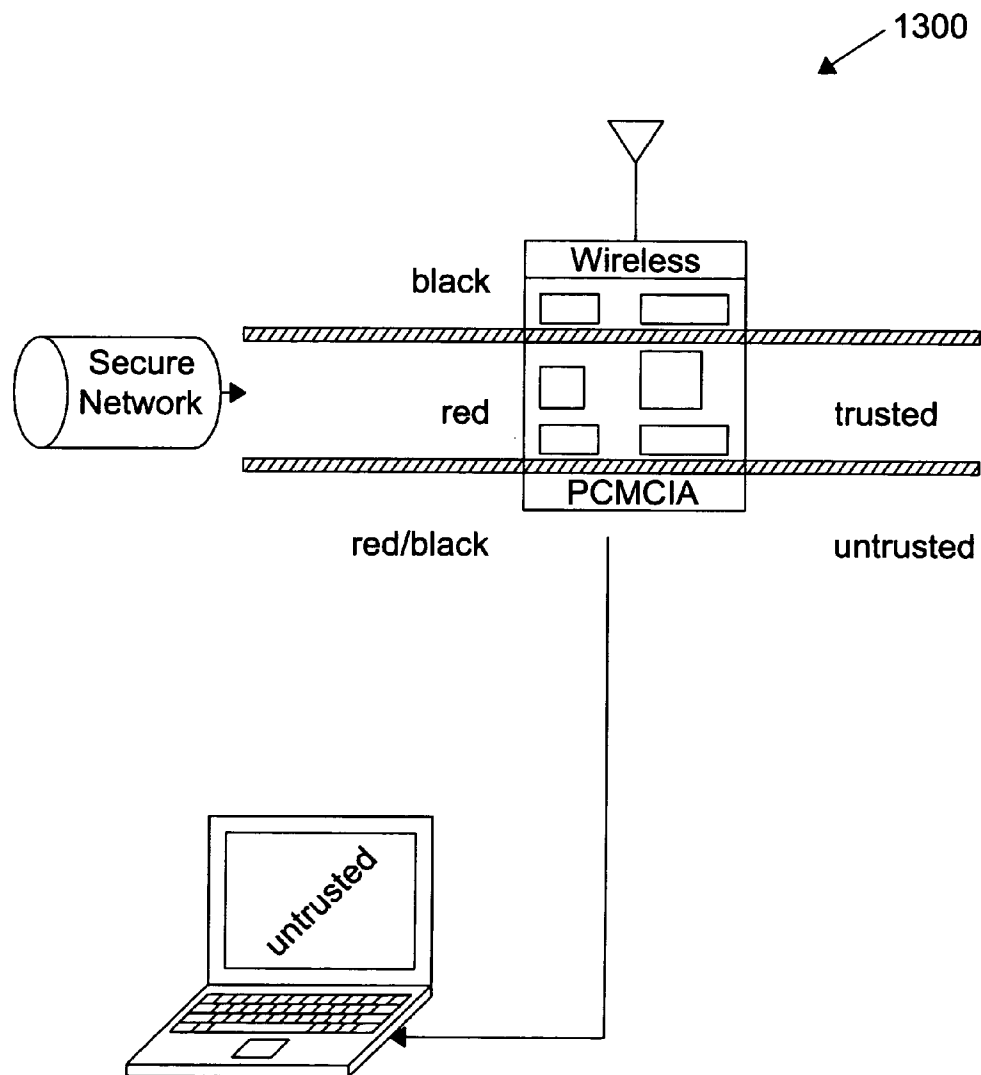 1300
Wireless
black
Secure
Network
red
trusted
PCMCIA
red/black
untrusted
untrusted